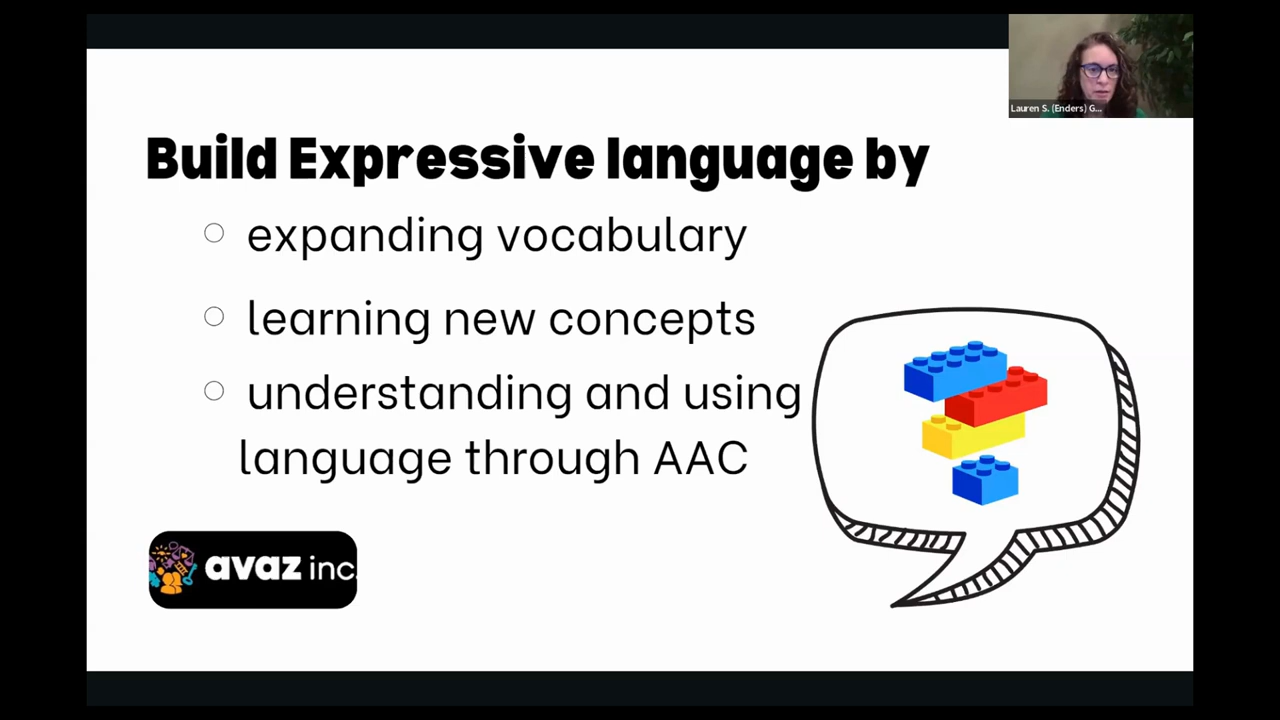 Lauren S. (Enders) G...
Build Expressive language by
expanding vocabulary
learning new concepts
understanding and using
language through AAC
avaz inc.